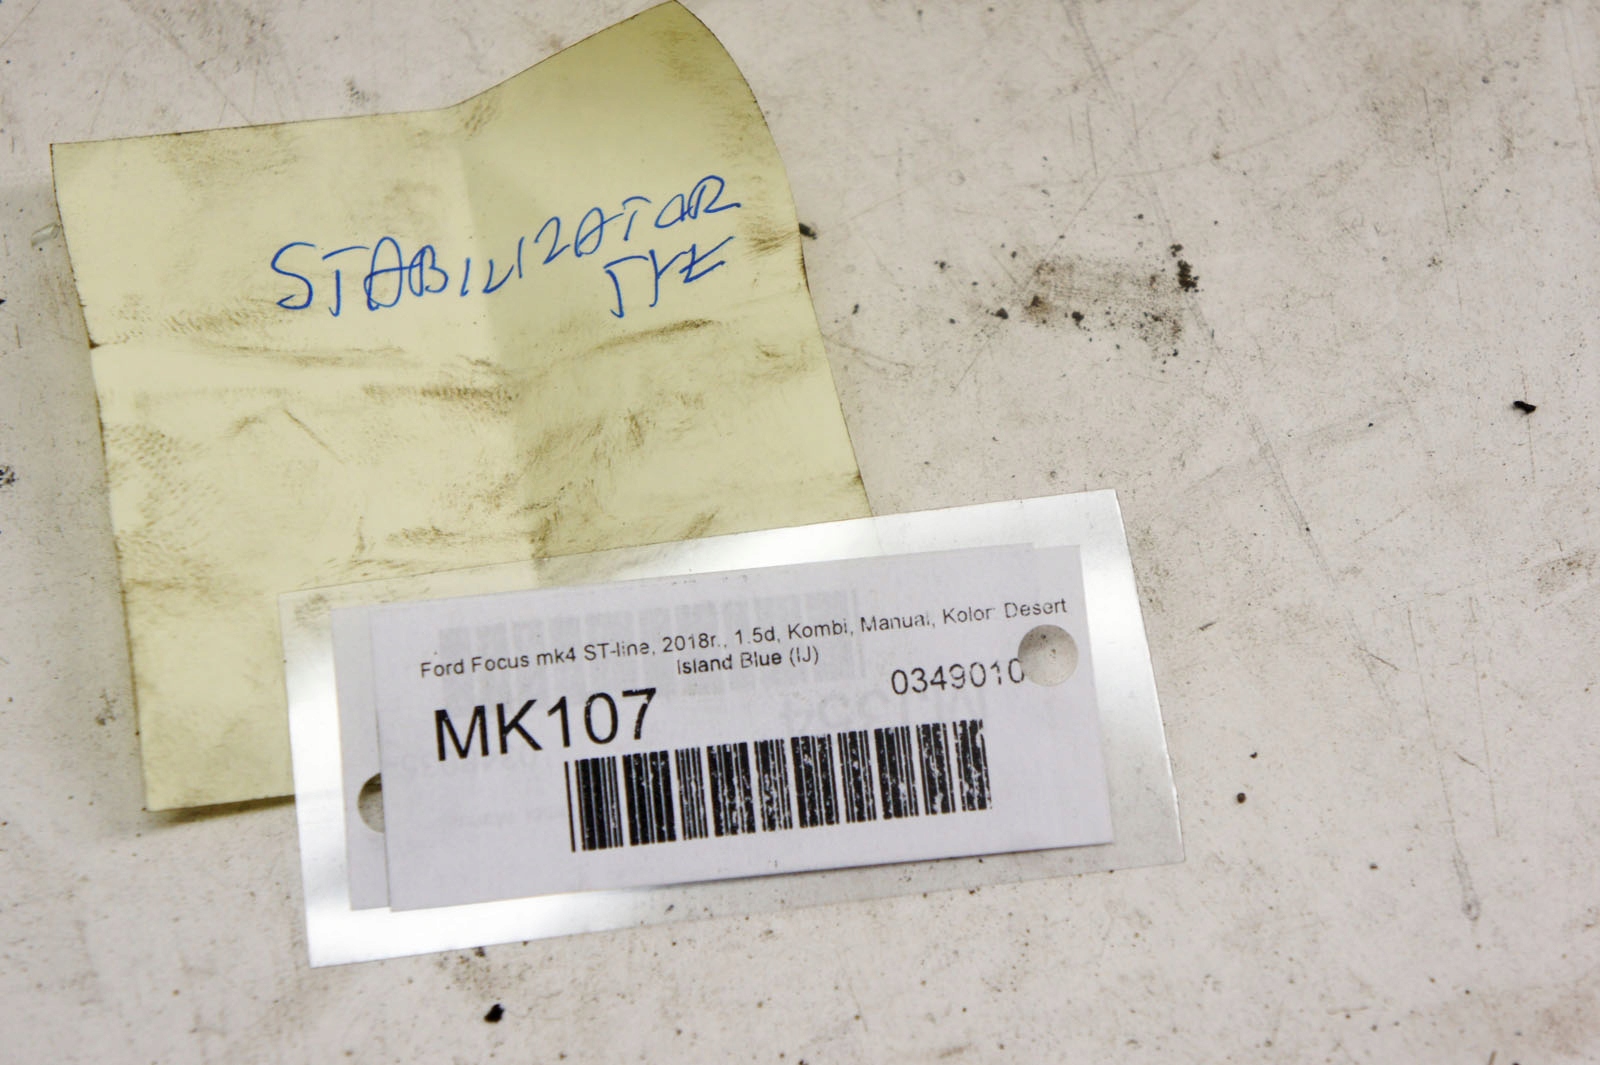 STABILIZATOR
TYŁ
Ford Focus mk4 ST-line, 2018r., 1.5d, Kombi, Manual, Kolor: Desert
Island Blue (IJ)
0349010
MK107